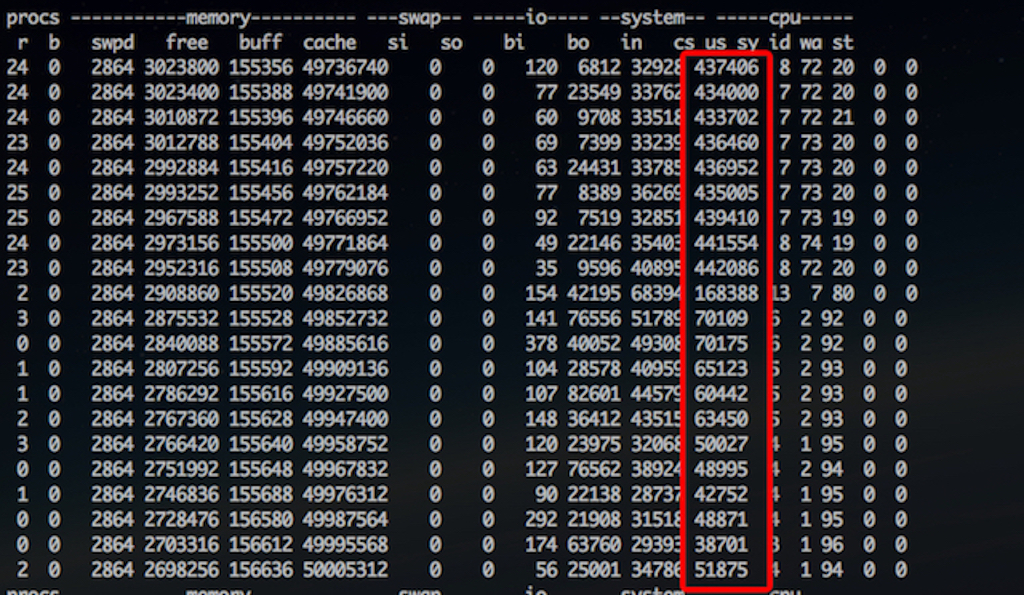 procs -----------memory---------- ---swap-- -----io---- --system-- -----cpu-----
r b swpd free buff cache si so bi bo in cs us sy id wa st
24 0 2864 3023800 155356 49736740 0 0 120 6812 32928 437406 8 72 20 0 0
24 0 2864 3023400 155388 49741900 0 0 77 23549 33762 434000 7 72 20 0 0
24 0 2864 3010872 155396 49746660 0 0 60 9708 33518 433702 7 72 21 0 0
23 0 2864 3012788 155404 49752036 0 0 69 7399 33239 436460 7 73 20 0 0
24 0 2864 2992884 155416 49757220 0 0 63 24431 33785 436952 7 73 20 0 0
25 0 2864 2993252 155456 49762184 0 0 77 8389 36269 435005 7 73 20 0 0
25 0 2864 2967588 155472 49766952 0 0 92 7519 32851 439410 7 73 19 0 0
24 0 2864 2973156 155500 49771864 0 0 49 22146 35403 441554 8 74 19 0 0
23 0 2864 2952316 155508 49779076 0 0 35 9596 40895 442086 8 72 20 0 0
2 0 2864 2908860 155520 49826868 0 0 154 42195 68394 168388 13 7 80 0 0
3 0 2864 2875532 155528 49852732 0 0 141 76556 51789 70109 6 2 92 0 0
0 0 2864 2840088 155572 49885616 0 0 378 40052 49308 70175 6 2 92 0 0
1 0 2864 2807256 155592 49909136 0 0 104 28578 40959 65123 5 2 93 0 0
1 0 2864 2786292 155616 49927500 0 0 107 82601 44579 60442 5 2 93 0 0
2 0 2864 2767360 155628 49947400 0 0 148 36412 43515 63450 5 2 93 0 0
3 0 2864 2766420 155640 49958752 0 0 120 23975 32068 50027 4 1 95 0 0
0 0 2864 2751992 155648 49967832 0 0 127 76562 38924 48995 4 2 94 0 0
1 0 2864 2746836 155688 49976312 0 0 90 22138 28737 42752 4 1 95 0 0
0 0 2864 2728476 156580 49987564 0 0 292 21908 31518 48871 4 1 95 0 0
0 0 2864 2703316 156612 49995568 0 0 174 63760 29393 38701 3 1 96 0 0
2 0 2864 2698256 156636 50005312 0 0 56 25001 34786 51875 4 1 94 0 0